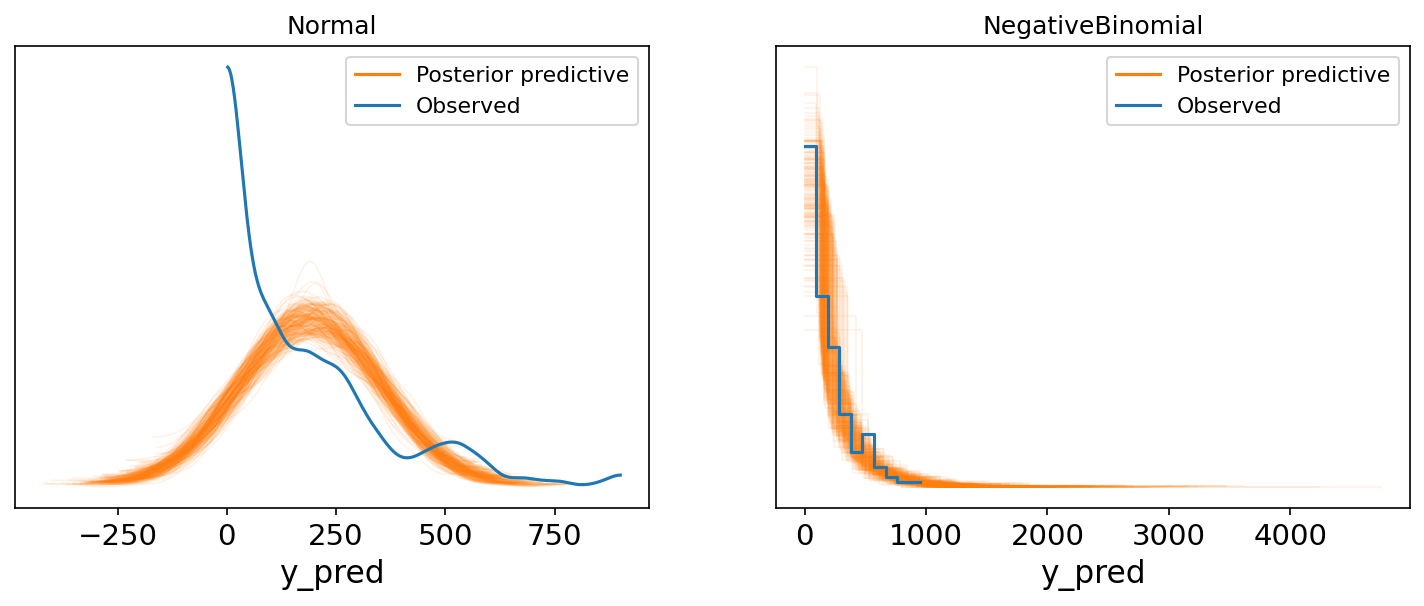 Normal
Posterior predictive
Observed
−250 0 250 500 750
y_pred
NegativeBinomial
Posterior predictive
Observed
0 1000 2000 3000 4000
y_pred